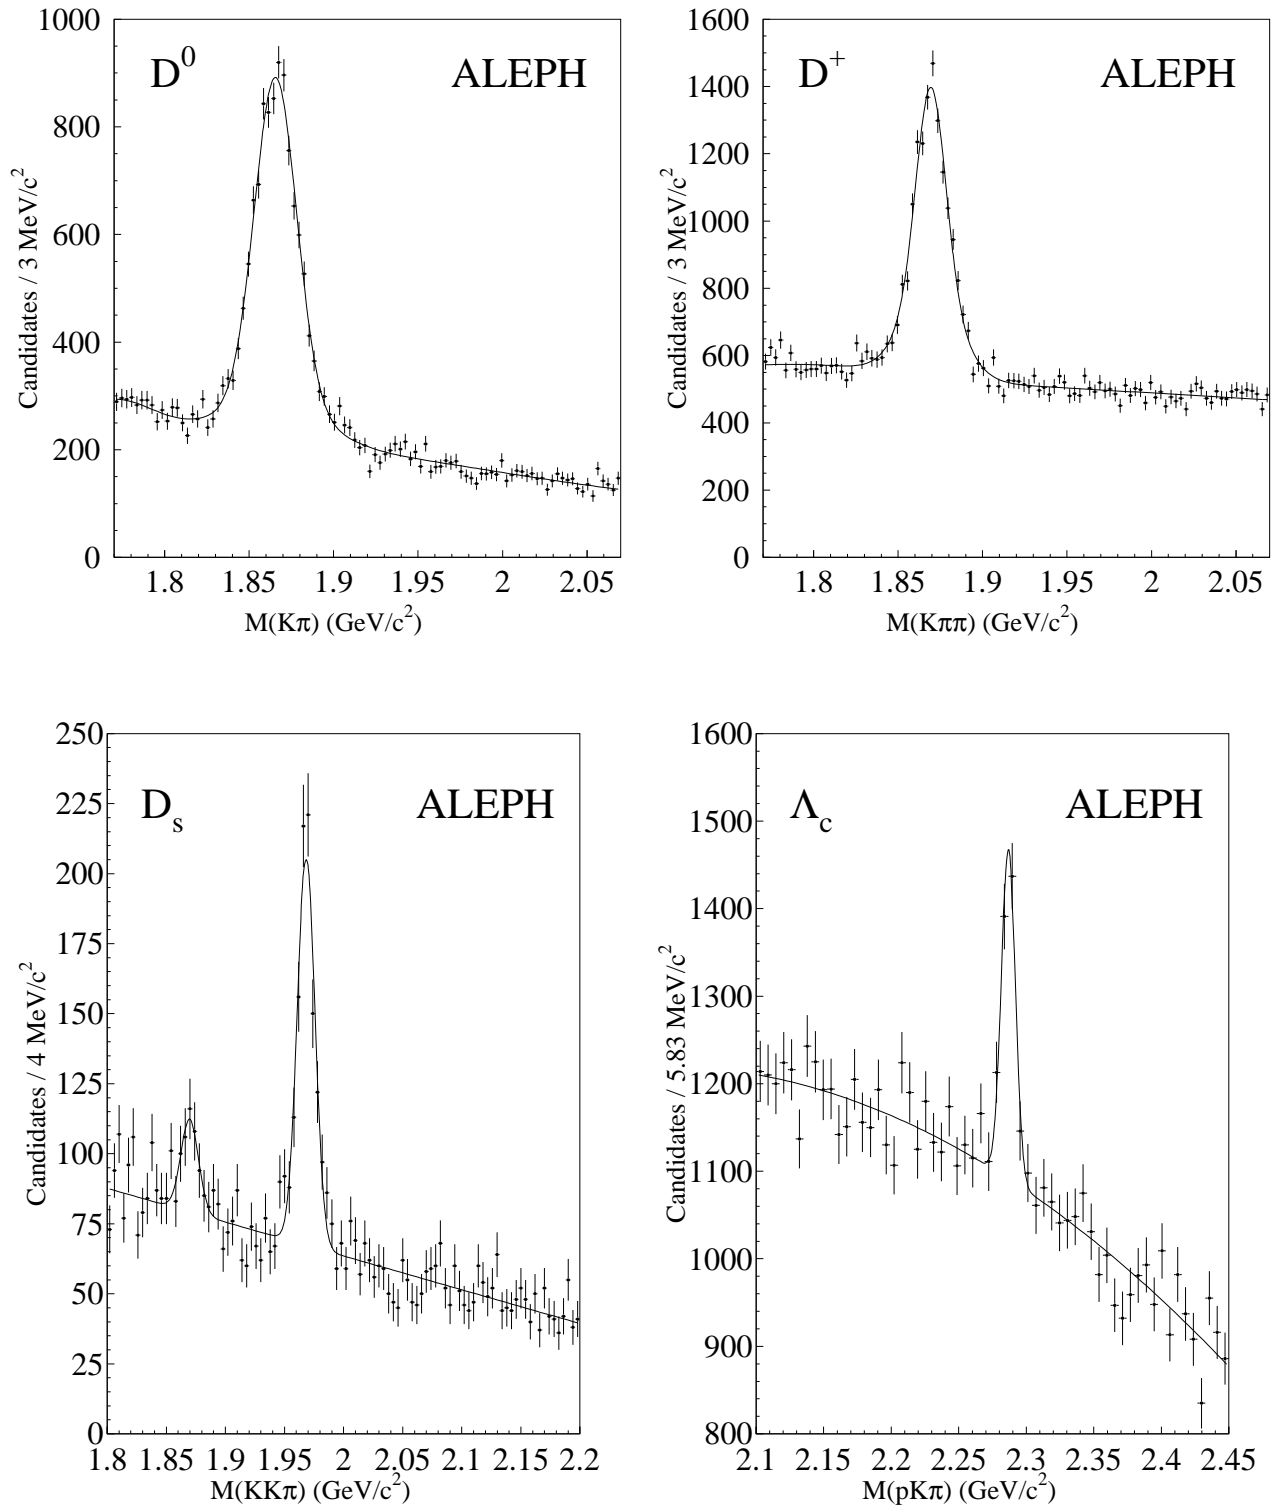 D⁰ ALEPH
Candidates / 3 MeV/c²
1000
800
600
400
200
0
1.8 1.85 1.9 1.95 2 2.05
M(Kπ) (GeV/c²)
D⁺ ALEPH
Candidates / 3 MeV/c²
1600
1400
1200
1000
800
600
400
200
0
1.8 1.85 1.9 1.95 2 2.05
M(Kππ) (GeV/c²)
Dₛ ALEPH
Candidates / 4 MeV/c²
250
225
200
175
150
125
100
75
50
25
0
1.8 1.85 1.9 1.95 2 2.05 2.1 2.15 2.2
M(KKπ) (GeV/c²)
Λc ALEPH
Candidates / 5.83 MeV/c²
1600
1500
1400
1300
1200
1100
1000
900
800
2.1 2.15 2.2 2.25 2.3 2.35 2.4 2.45
M(pKπ) (GeV/c²)